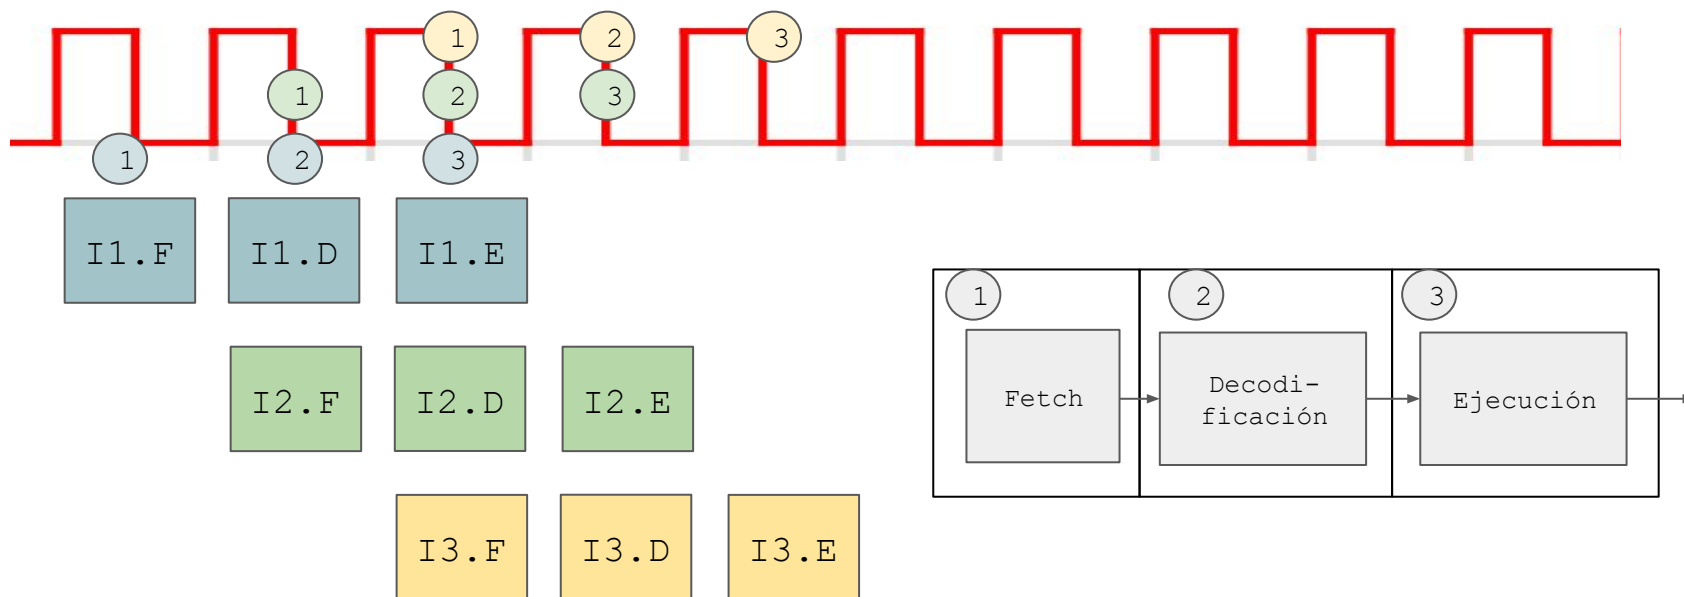 1
2
3
1
2
3
1
2
3
I1.F
I1.D
I1.E
I2.F
I2.D
I2.E
I3.F
I3.D
I3.E
1
2
3
Fetch
Decodi-
ficación
Ejecución